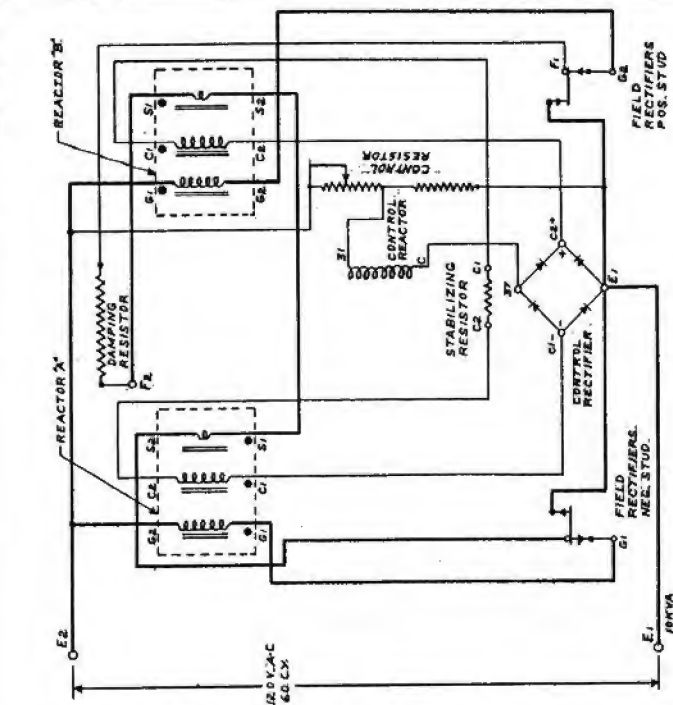 REACTOR "A"
REACTOR "B"
G2
C2
S2
G1
C1
S1
G1
C1
S1
G2
C2
S2
DAMPING
RESISTOR
F2
CONTROL
RESISTOR
31
CONTROL
REACTOR
C
STABILIZING
RESISTOR
C2
C1
37
C1-
-
+
C2+
CONTROL
RECTIFIER
E1
FIELD
RECTIFIERS
NEG. STUD.
G1
F1
G2
FIELD
RECTIFIERS
POS. STUD
E2
120 V. A-C
60 CY.
E1
10KVA